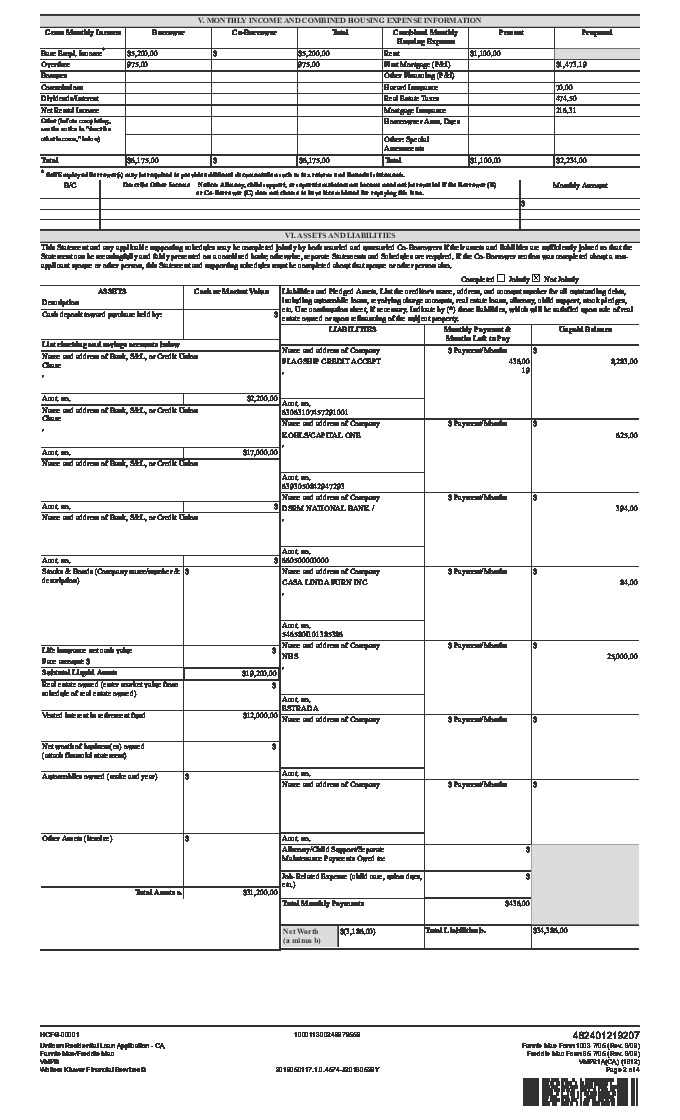 V. MONTHLY INCOME AND COMBINED HOUSING EXPENSE INFORMATION
Gross Monthly Income Borrower Co-Borrower Total Combined Monthly Housing Expense Present Proposed
Base Empl. Income* $5,200.00 $ $5,200.00 Rent $1,100.00
Overtime 975.00 975.00 First Mortgage (P&I) $1,473.19
Bonuses Other Financing (P&I)
Commissions Hazard Insurance 70.00
Dividends/Interest Real Estate Taxes 474.50
Net Rental Income Mortgage Insurance 216.31
Other (before completing, see the notice in "describe other income," below) Homeowner Assn. Dues
Other: Special Assessments
Total $6,175.00 $ $6,175.00 Total $1,100.00 $2,234.00
* Self Employed Borrower(s) may be required to provide additional documentation such as tax returns and financial statements.
B/C Describe Other Income Notice: Alimony, child support, or separate maintenance income need not be revealed if the Borrower (B)
or Co-Borrower (C) does not choose to have it considered for repaying this loan. Monthly Amount
$
VI. ASSETS AND LIABILITIES
This Statement and any applicable supporting schedules may be completed jointly by both married and unmarried Co-Borrowers if their assets and liabilities are sufficiently joined so that the
Statement can be meaningfully and fairly presented on a combined basis; otherwise, separate Statements and Schedules are required. If the Co-Borrower section was completed about a non-
applicant spouse or other person, this Statement and supporting schedules must be completed about that spouse or other person also.
Completed Jointly X Not Jointly
ASSETS Cash or Market Value
Description
Cash deposit toward purchase held by: $
List checking and savings accounts below
Name and address of Bank, S&L, or Credit Union
Chase
,
Acct. no. $2,200.00
Name and address of Bank, S&L, or Credit Union
Chase
,
Acct. no. $17,000.00
Name and address of Bank, S&L, or Credit Union
Acct. no. $
Name and address of Bank, S&L, or Credit Union
Acct. no. $
Stocks & Bonds (Company name/number & description) $
Life insurance net cash value $
Face amount: $
Subtotal Liquid Assets $19,200.00
Real estate owned (enter market value from schedule of real estate owned) $
Vested interest in retirement fund $12,000.00
Net worth of business(es) owned (attach financial statement) $
Automobiles owned (make and year) $
Other Assets (itemize) $
Total Assets a. $31,200.00
Liabilities and Pledged Assets. List the creditor's name, address, and account number for all outstanding debts,
including automobile loans, revolving charge accounts, real estate loans, alimony, child support, stock pledges,
etc. Use continuation sheet, if necessary. Indicate by (*) those liabilities, which will be satisfied upon sale of real
estate owned or upon refinancing of the subject property.
LIABILITIES Monthly Payment & Months Left to Pay Unpaid Balance
Name and address of Company $ Payment/Months $
FLAGSHIP CREDIT ACCEPT 436.00 8,283.00
, 19
Acct. no.
Name and address of Company $ Payment/Months $
KOHLS/CAPITAL ONE 625.00
,
Acct. no.
Name and address of Company $ Payment/Months $
DSRM NATIONAL BANK / 394.00
,
Acct. no.
660500000000
Name and address of Company $ Payment/Months $
CASA LINDA FURN INC 84.00
,
Acct. no.
Name and address of Company $ Payment/Months $
NHS 25,000.00
,
Acct. no.
ESTRADA
Name and address of Company $ Payment/Months $
Acct. no.
Name and address of Company $ Payment/Months $
Acct. no.
Alimony/Child Support/Separate Maintenance Payments Owed to: $
Job-Related Expense (child care, union dues, etc.) $
Total Monthly Payments $436.00
Net Worth (a minus b) $(3,186.00) Total Liabilities b. $34,386.00
HCFG-00001
Uniform Residential Loan Application - CA
Fannie Mae/Freddie Mac
VMP®
Wolters Kluwer Financial Services ©
482401219207
Fannie Mae Form 1003 7/05 (Rev. 6/09)
Freddie Mac Form 65 7/05 (Rev. 6/09)
Page 2 of 4